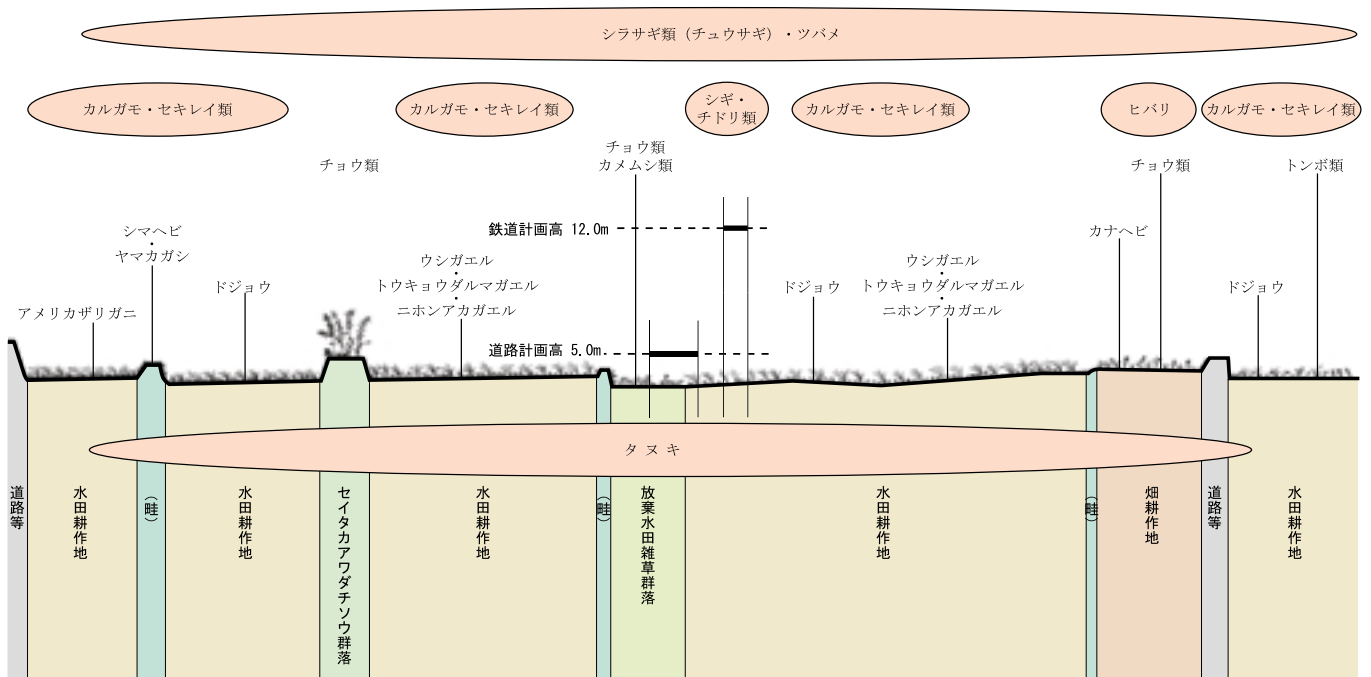 シラサギ類（チュウサギ）・ツバメ
カルガモ・セキレイ類
カルガモ・セキレイ類
シギ・
チドリ類
カルガモ・セキレイ類
ヒバリ
カルガモ・セキレイ類
チョウ類
チョウ類
カメムシ類
チョウ類
トンボ類
鉄道計画高 12.0m
シマヘビ
・
ヤマカガシ
カナヘビ
アメリカザリガニ
ドジョウ
ウシガエル
・
トウキョウダルマガエル
・
ニホンアカガエル
ドジョウ
ウシガエル
・
トウキョウダルマガエル
・
ニホンアカガエル
ドジョウ
道路計画高 5.0m
タヌキ
道路等
水田耕作地
（畦）
水田耕作地
セイタカアワダチソウ群落
水田耕作地
（畦）
放棄水田雑草群落
水田耕作地
（畦）
畑耕作地
道路等
水田耕作地